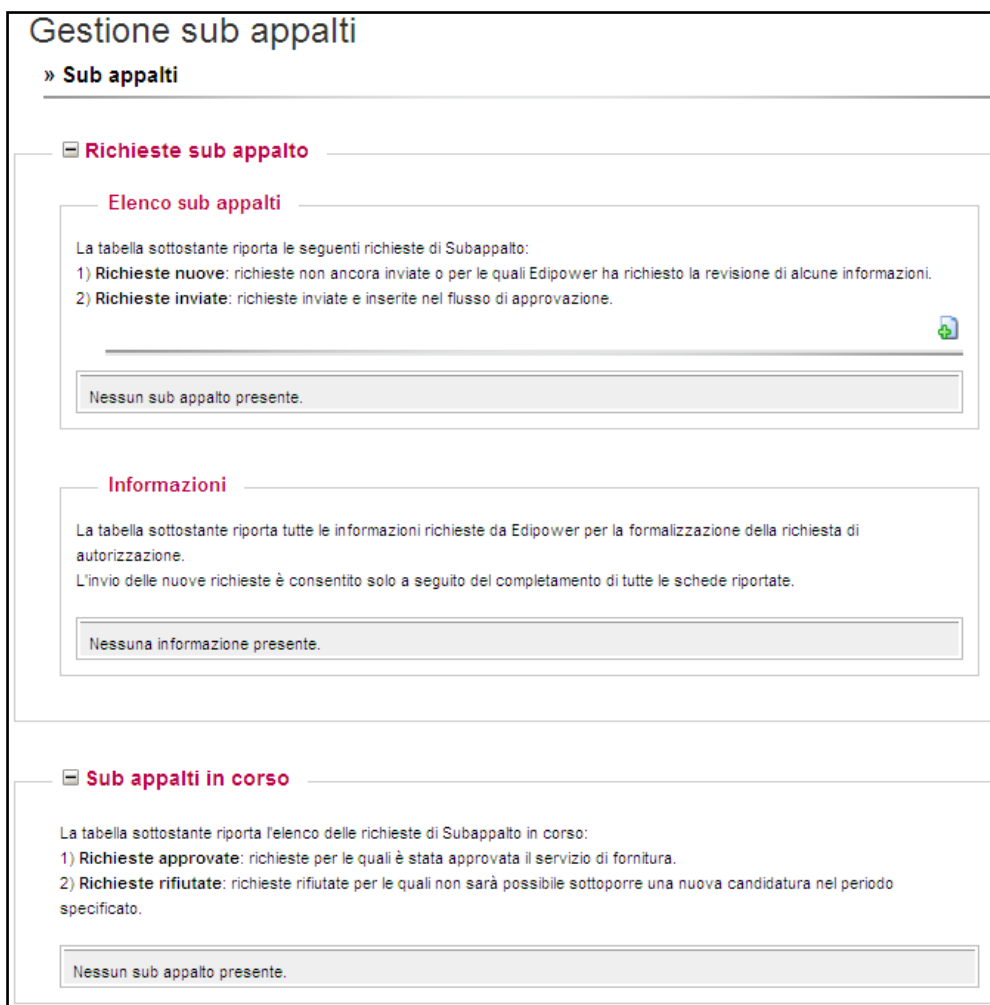 Gestione sub appalti
» Sub appalti
Richieste sub appalto
Elenco sub appalti
La tabella sottostante riporta le seguenti richieste di Subappalto:
1) Richieste nuove: richieste non ancora inviate o per le quali Edipower ha richiesto la revisione di alcune informazioni.
2) Richieste inviate: richieste inviate e inserite nel flusso di approvazione.
Nessun sub appalto presente.
Informazioni
La tabella sottostante riporta tutte le informazioni richieste da Edipower per la formalizzazione della richiesta di
autorizzazione.
L'invio delle nuove richieste è consentito solo a seguito del completamento di tutte le schede riportate.
Nessuna informazione presente.
Sub appalti in corso
La tabella sottostante riporta l'elenco delle richieste di Subappalto in corso:
1) Richieste approvate: richieste per le quali è stata approvata il servizio di fornitura.
2) Richieste rifiutate: richieste rifiutate per le quali non sarà possibile sottoporre una nuova candidatura nel periodo
specificato.
Nessun sub appalto presente.